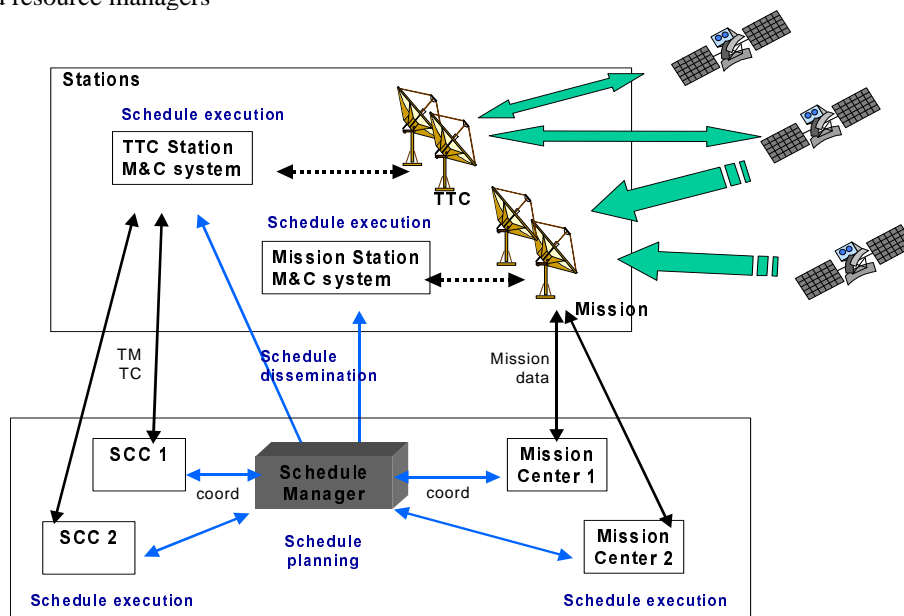 resource managers
Stations
Schedule execution
TTC Station
M&C system
TTC
Schedule execution
Mission Station
M&C system
Mission
TM
TC
Schedule
dissemination
Mission
data
SCC 1
Schedule
Manager
Mission
Center 1
coord
coord
SCC 2
Schedule
planning
Mission
Center 2
Schedule execution
Schedule execution